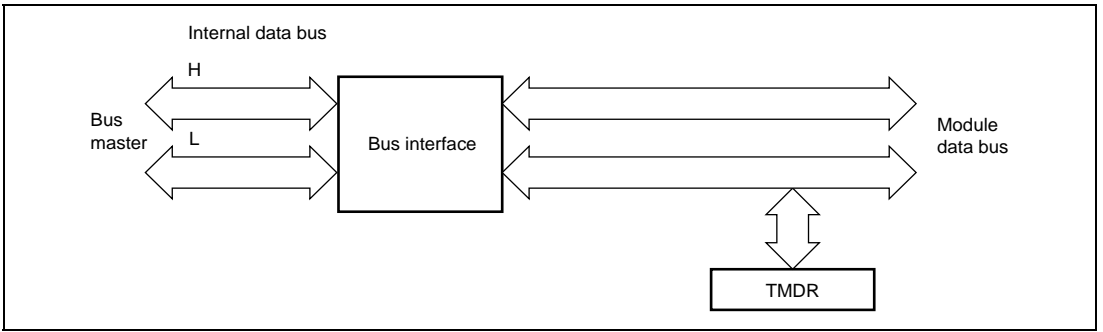 Internal data bus
H
Bus
master
L
Bus interface
Module
data bus
TMDR